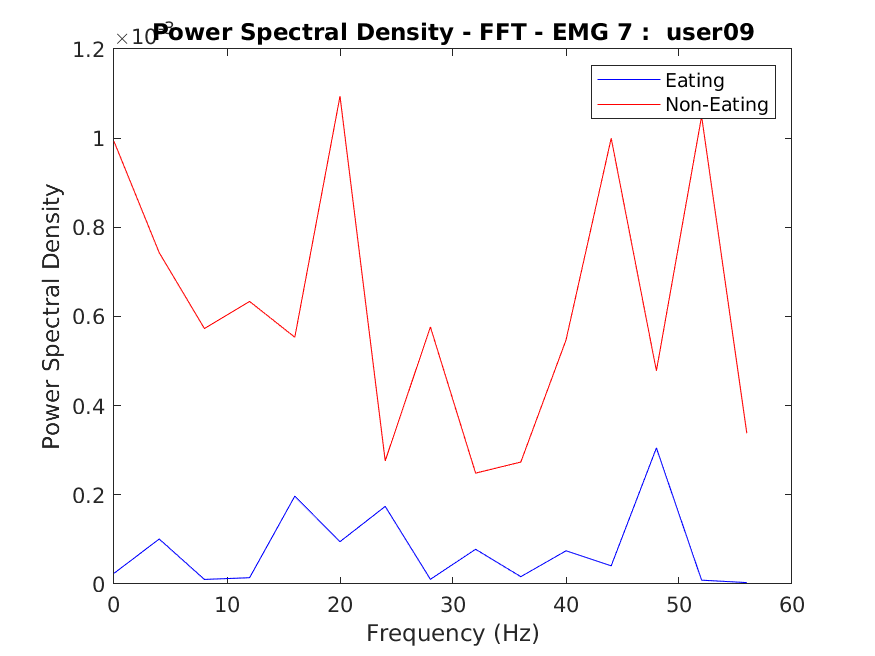 Power Spectral Density - FFT - EMG 7 :  user09
×10
Eating
Non-Eating
1.2
1
0.8
0.6
0.4
0.2
0
Power Spectral Density
0 10 20 30 40 50 60
Frequency (Hz)